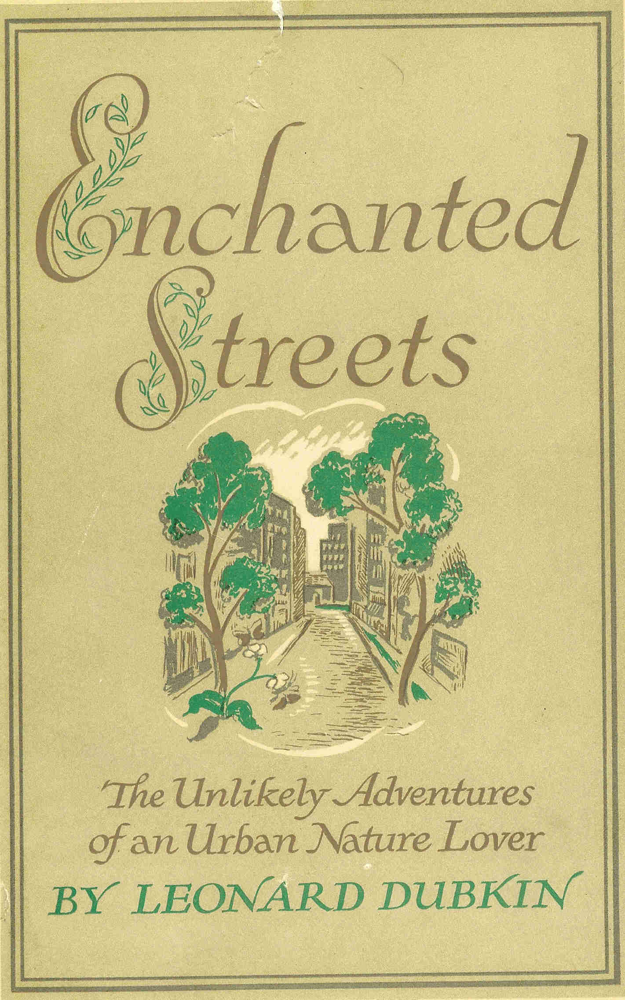 Enchanted
Streets
The Unlikely Adventures
of an Urban Nature Lover
BY LEONARD DUBKIN